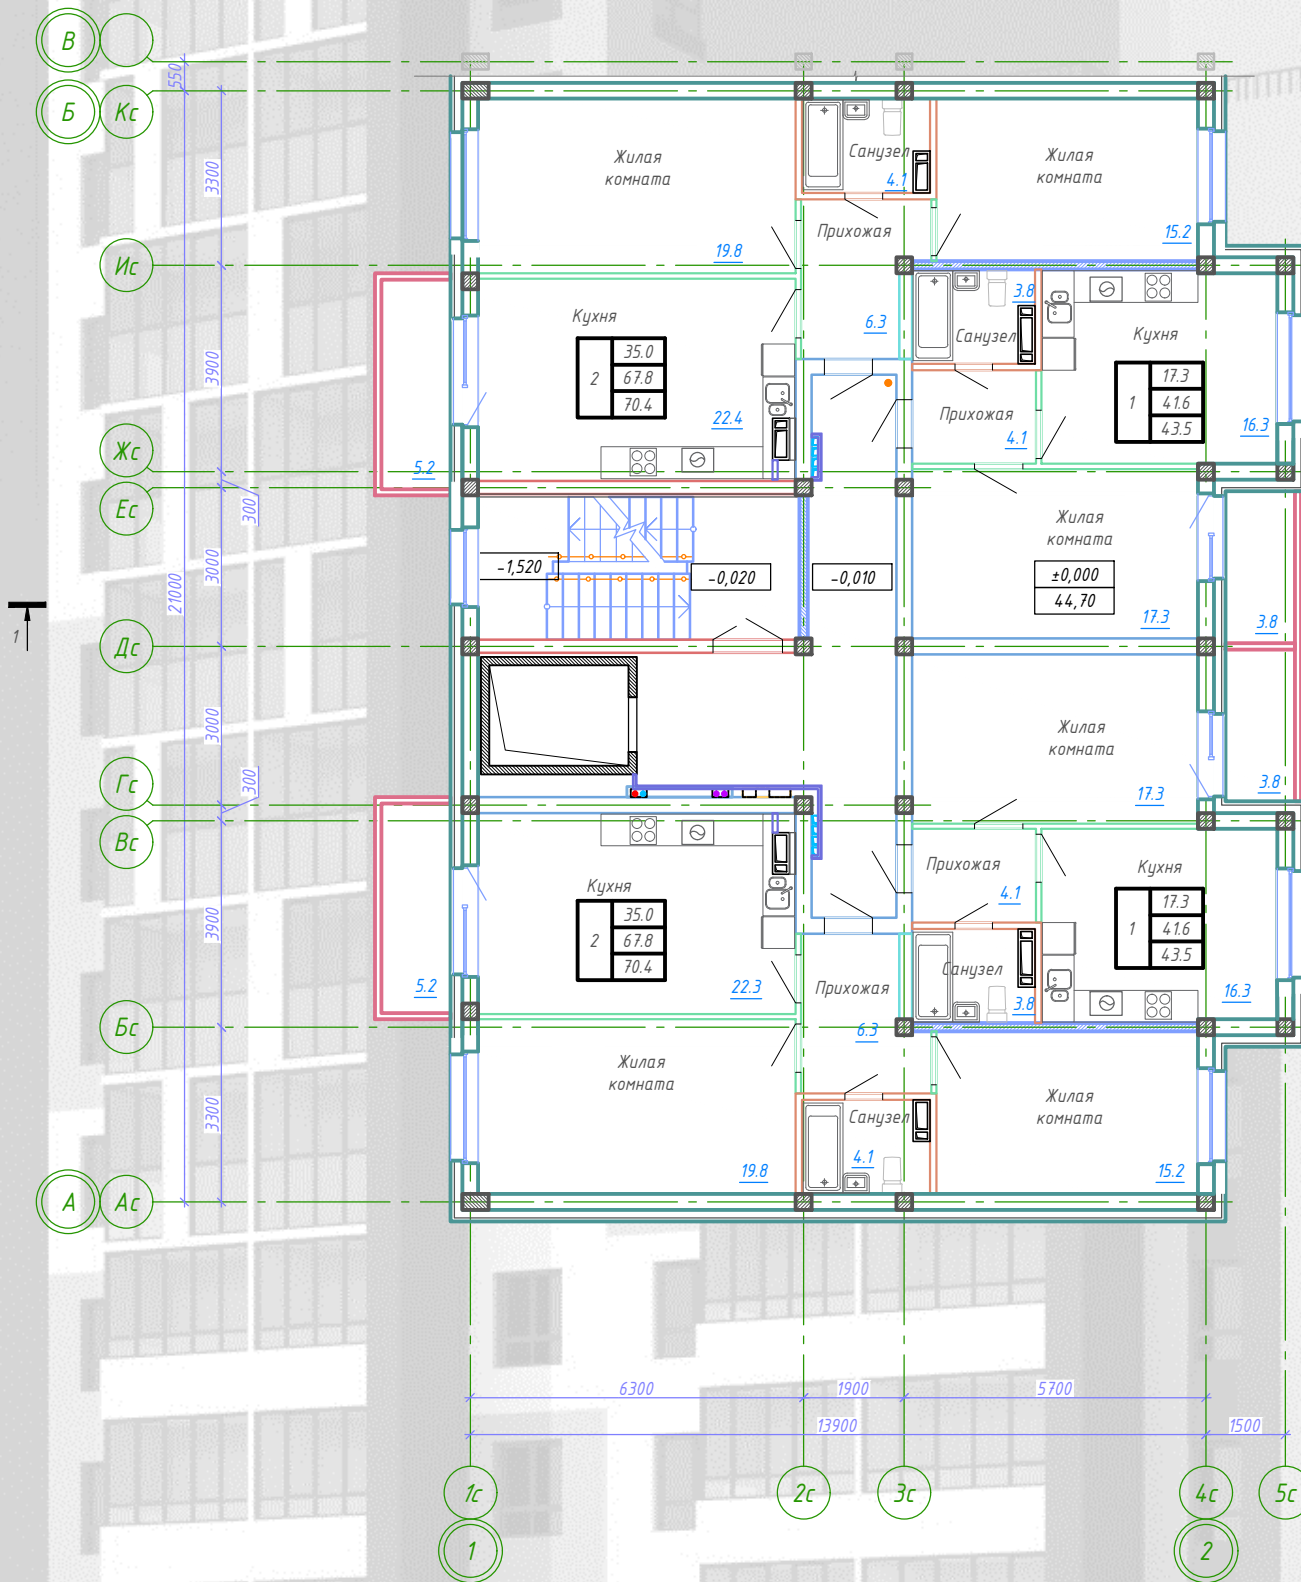 В
Б
Кс
550
3300
Жилая
комната
19.8
Санузел
4.1
Жилая
комната
15.2
Прихожая
6.3
Ис
3900
Кухня
2
35.0
67.8
70.4
22.4
5.2
Санузел
3.8
Кухня
1
17.3
41.6
43.5
16.3
Прихожая
4.1
Жс
Ес
300
3000
21000
-1,520
-0,020
-0,010
Жилая
комната
±0,000
44,70
17.3
3.8
1
Дс
3000
Жилая
комната
17.3
3.8
Гс
300
Вс
3900
Кухня
2
35.0
67.8
70.4
22.3
5.2
Прихожая
4.1
Кухня
1
17.3
41.6
43.5
16.3
Санузел
3.8
Прихожая
6.3
Бс
3300
Жилая
комната
19.8
Санузел
4.1
Жилая
комната
15.2
А
Ас
6300
1900
5700
13900
1500
1с
2с
3с
4с
5с
1
2